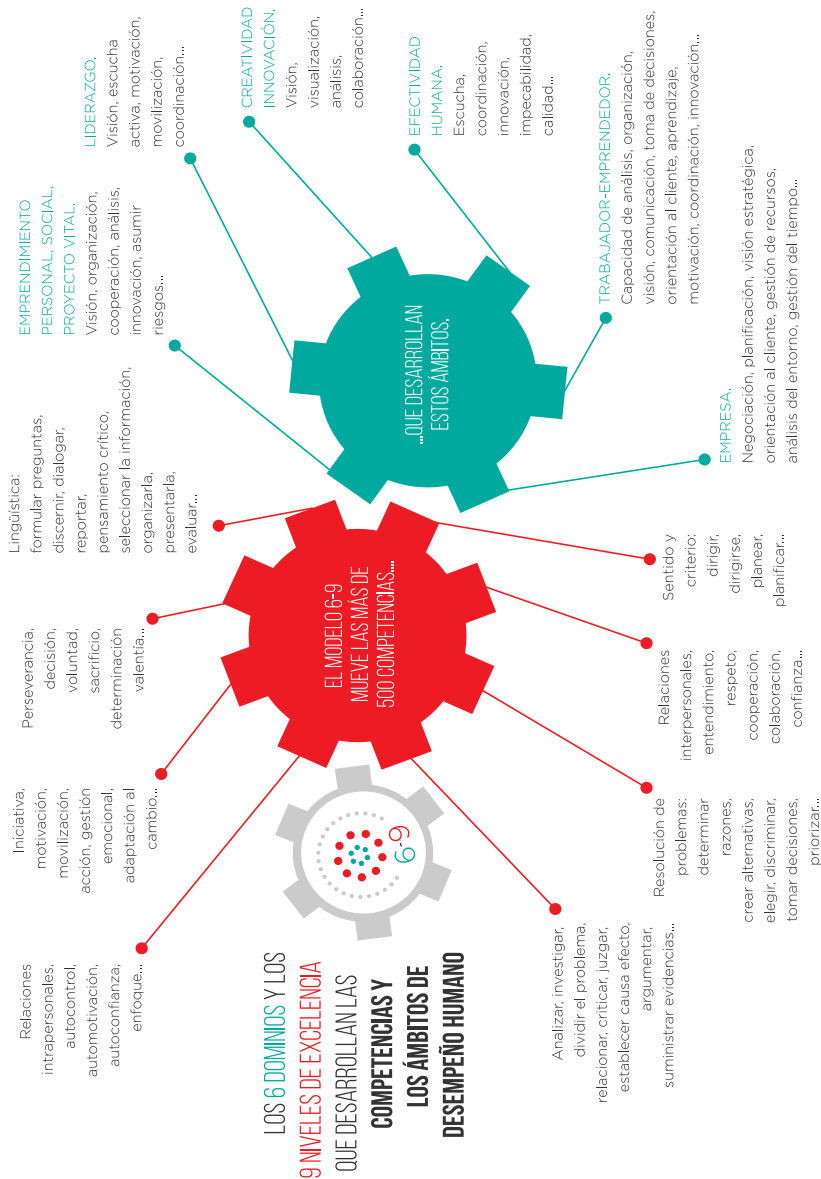 LOS 6 DOMINIOS Y LOS
9 NIVELES DE EXCELENCIA
QUE DESARROLLAN LAS
COMPETENCIAS Y
LOS ÁMBITOS DE
DESEMPEÑO HUMANO
6-9
Relaciones
intrapersonales,
autocontrol,
automotivación,
autoconfianza,
enfoque...
Iniciativa,
motivación,
movilización,
acción, gestión
emocional,
adaptación al
cambio...
Perseverancia,
decisión,
voluntad,
sacrificio,
determinación
valentía...
Lingüística:
formular preguntas,
discernir, dialogar,
reportar,
pensamiento crítico,
seleccionar la información,
organizarla,
presentarla,
evaluar...
EL MODELO 6-9
MUEVE LAS MÁS DE
500 COMPETENCIAS....
Analizar, investigar,
dividir el problema,
relacionar, criticar, juzgar,
establecer causa efecto,
argumentar,
suministrar evidencias...
Resolución de
problemas:
determinar
razones,
crear alternativas,
elegir, discriminar,
tomar decisiones,
priorizar...
Relaciones
interpersonales,
entendimiento,
respeto,
cooperación,
colaboración,
confianza...
Sentido y
criterio:
dirigir,
dirigirse,
planear,
planificar...
...QUE DESARROLLAN
ESTOS ÁMBITOS.
EMPRENDIMIENTO
PERSONAL, SOCIAL,
PROYECTO VITAL.
Visión, organización,
cooperación, análisis,
innovación, asumir
riesgos...
LIDERAZGO.
Visión, escucha
activa, motivación,
movilización,
coordinación...
CREATIVIDAD
INNOVACIÓN.
Visión,
visualización,
análisis,
colaboración...
EFECTIVIDAD
HUMANA.
Escucha,
coordinación,
innovación,
impecabilidad,
calidad...
TRABAJADOR-EMPRENDEDOR.
Capacidad de análisis, organización,
visión, comunicación, toma de decisiones,
orientación al cliente, aprendizaje,
motivación, coordinación, innovación...
EMPRESA.
Negociación, planificación, visión estratégica,
orientación al cliente, gestión de recursos,
análisis del entorno, gestión del tiempo...